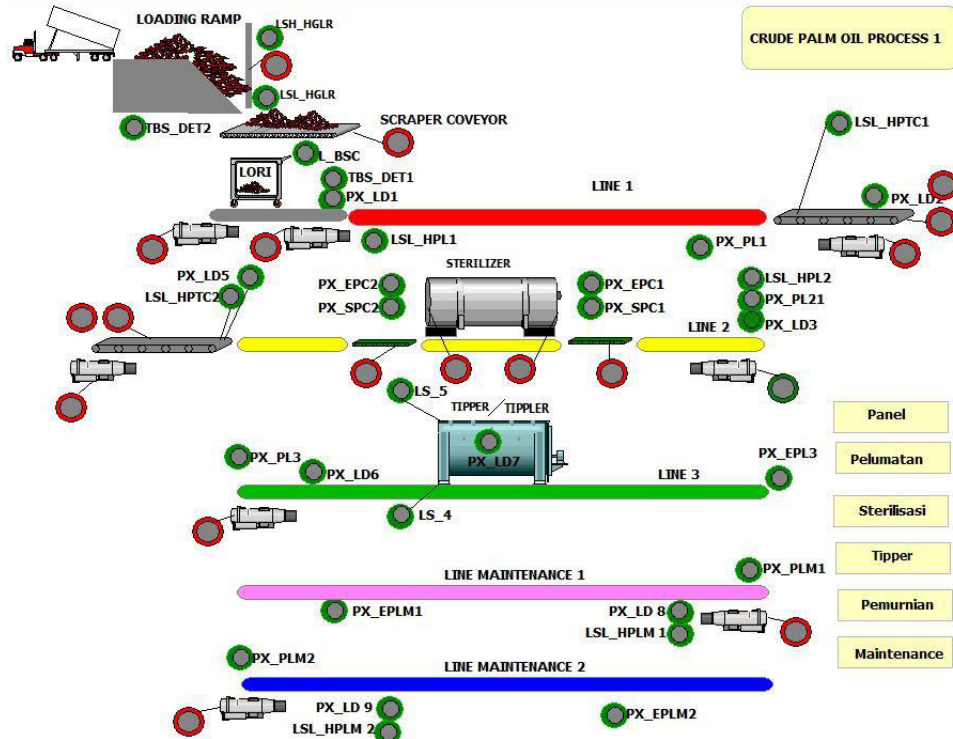 LOADING RAMP
LSH_HGLR
CRUDE PALM OIL PROCESS 1
LSL_HGLR
TBS_DET2
SCRAPER COVEYOR
LSL_HPTC1
L_BSC
LORI
TBS_DET1
PX_LD1
LINE 1
PX_LD2
LSL_HPL1
PX_PL1
PX_LD5
LSL_HPTC2
STERILIZER
PX_EPC2
PX_SPC2
PX_EPC1
PX_SPC1
LSL_HPL2
PX_PL21
PX_LD3
LINE 2
LS_5
TIPPER
TIPPLER
Panel
PX_LD7
PX_PL3
PX_LD6
PX_EPL3
Pelumatan
LINE 3
LS_4
Sterilisasi
Tipper
LINE MAINTENANCE 1
PX_PLM1
PX_EPLM1
PX_LD 8
LSL_HPLM 1
Pemurnian
PX_PLM2
LINE MAINTENANCE 2
Maintenance
PX_LD 9
LSL_HPLM 2
PX_EPLM2